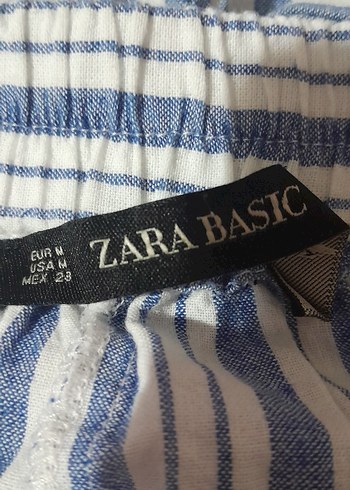 EUR M
USA M
MEX 28
ZARA BASIC